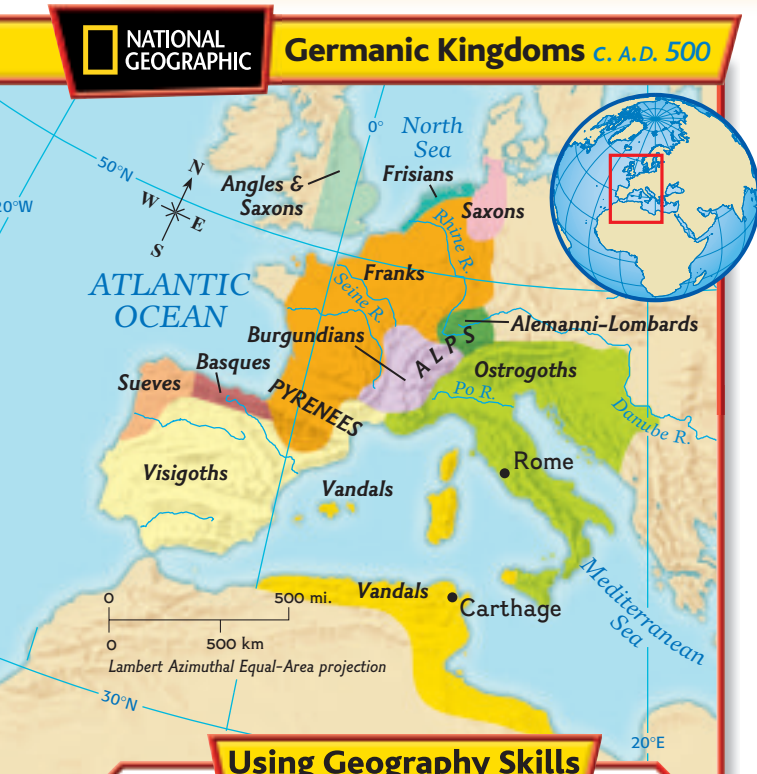 NATIONAL
GEOGRAPHIC
Germanic Kingdoms C. A.D. 500
0°
North
Sea
50°N
20°W
N
W
E
S
Angles &
Saxons
Frisians
Saxons
Rhine R.
ATLANTIC
OCEAN
Franks
Seine R.
Burgundians
Alemanni–Lombards
ALPS
Basques
Sueves
Ostrogoths
PYRENEES
Po R.
Danube R.
Visigoths
Rome
Vandals
Vandals
Carthage
Mediterranean
Sea
0
500 mi.
0
500 km
Lambert Azimuthal Equal-Area projection
30°N
20°E
Using Geography Skills